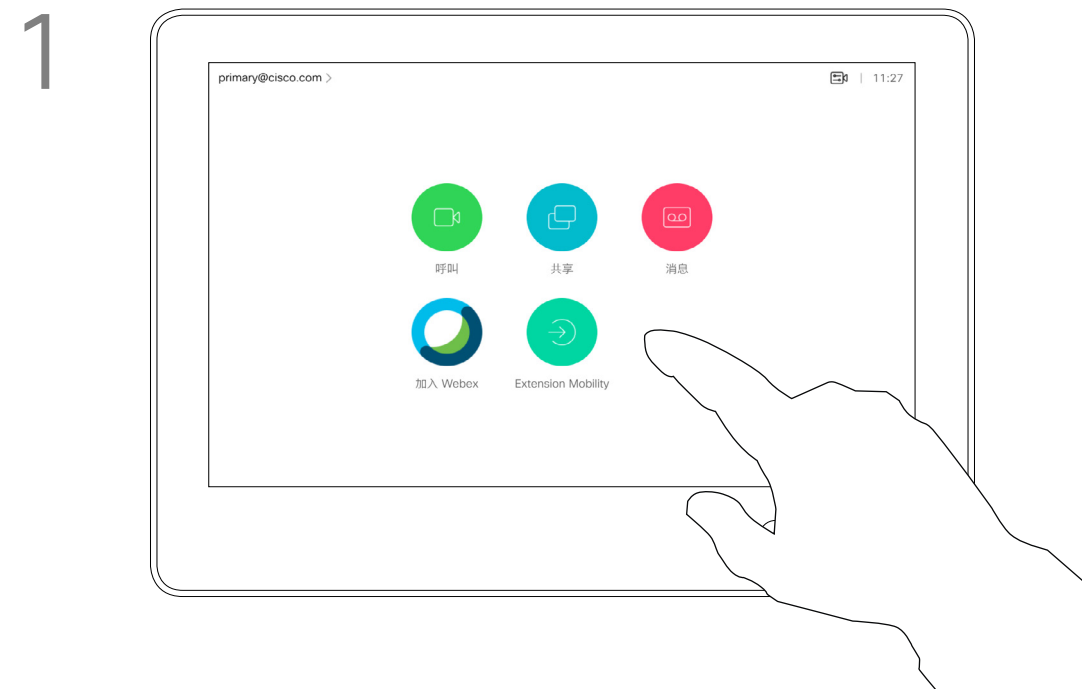 1
primary@cisco.com >
11:27
呼叫
共享
消息
加入 Webex
Extension Mobility